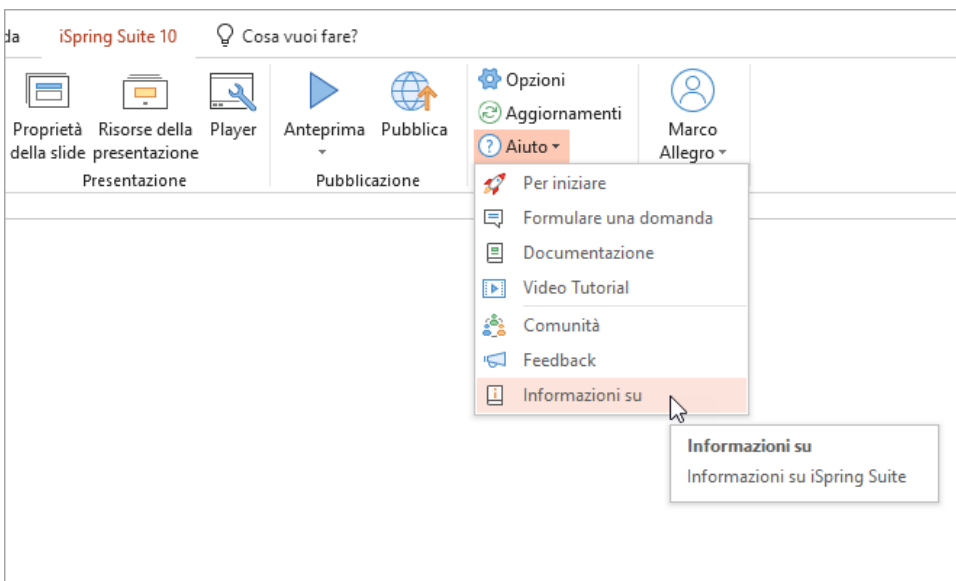 da iSpring Suite 10 Cosa vuoi fare?
Opzioni
Aggiornamenti
Aiuto
Proprietà Risorse della Player Anteprima Pubblica Marco
della slide presentazione Allegro
Presentazione Pubblicazione
Per iniziare
Formulare una domanda
Documentazione
Video Tutorial
Comunità
Feedback
Informazioni su
Informazioni su
Informazioni su iSpring Suite